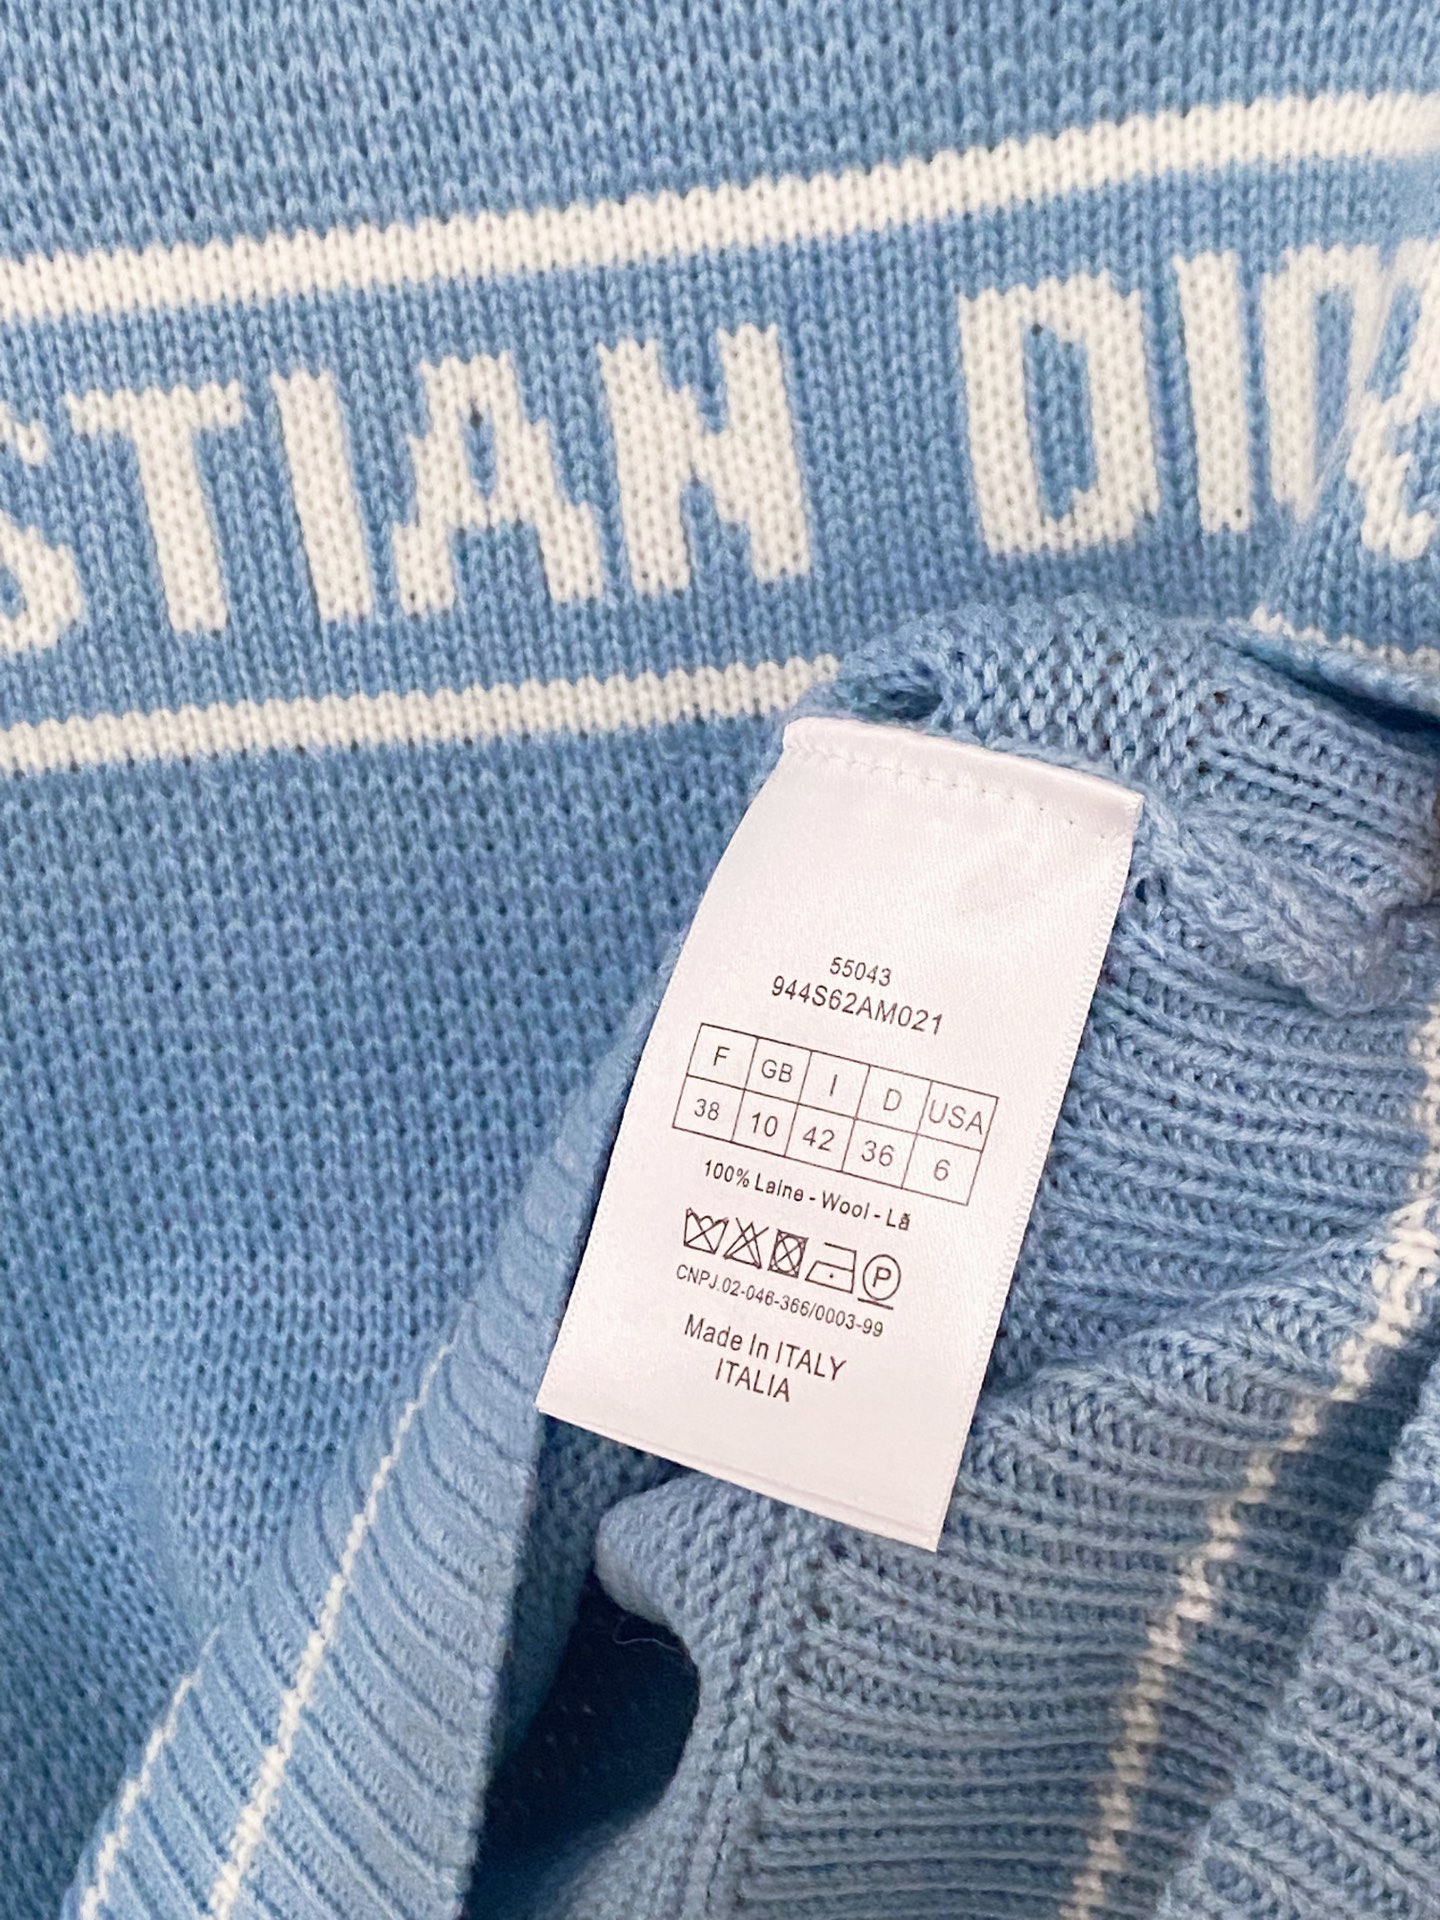 STIAN DIOR
55043
944S62AM021
F GB I D USA
38 10 42 36 6
100% Laine - Wool - Lã
P
CNPJ.02-046-366/0003-99
Made In ITALY
ITALIA